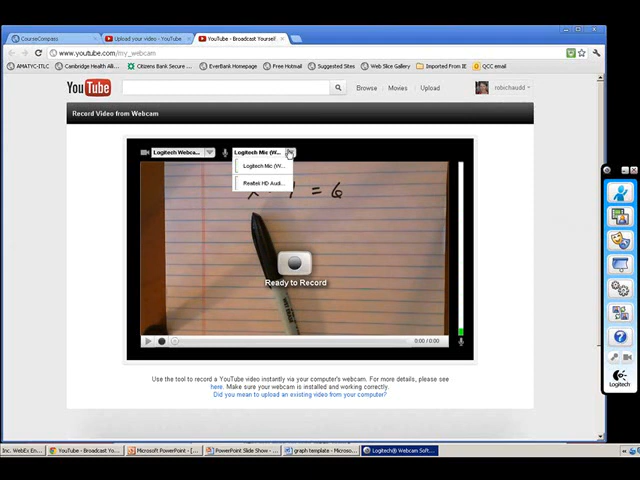 CourseCompass
Upload your video - YouTube
YouTube - Broadcast Yourself
www.youtube.com/my_webcam
AMATYC-ITLC
Cambridge Health Alli...
Citizens Bank Secure ...
EverBank Homepage
Free Hotmail
Suggested Sites
Web Slice Gallery
Imported From IE
QCC email
YouTube
Browse
Movies
Upload
robichaudd
Record Video from Webcam
Logitech Webca...
Logitech Mic (W...
Logitech Mic (W...
Realtek HD Audi...
= 6
Ready to Record
0:00 / 0:00
Use the tool to record a YouTube video instantly via your computer's webcam. For more details, please see
here. Make sure your webcam is installed and working correctly.
Did you mean to upload an existing video from your computer?
Logitech
Inc. WebEx En...
YouTube - Broadcast Yo...
Microsoft PowerPoint - [...
PowerPoint Slide Show - ...
graph template - Microso...
Logitech® Webcam Soft...